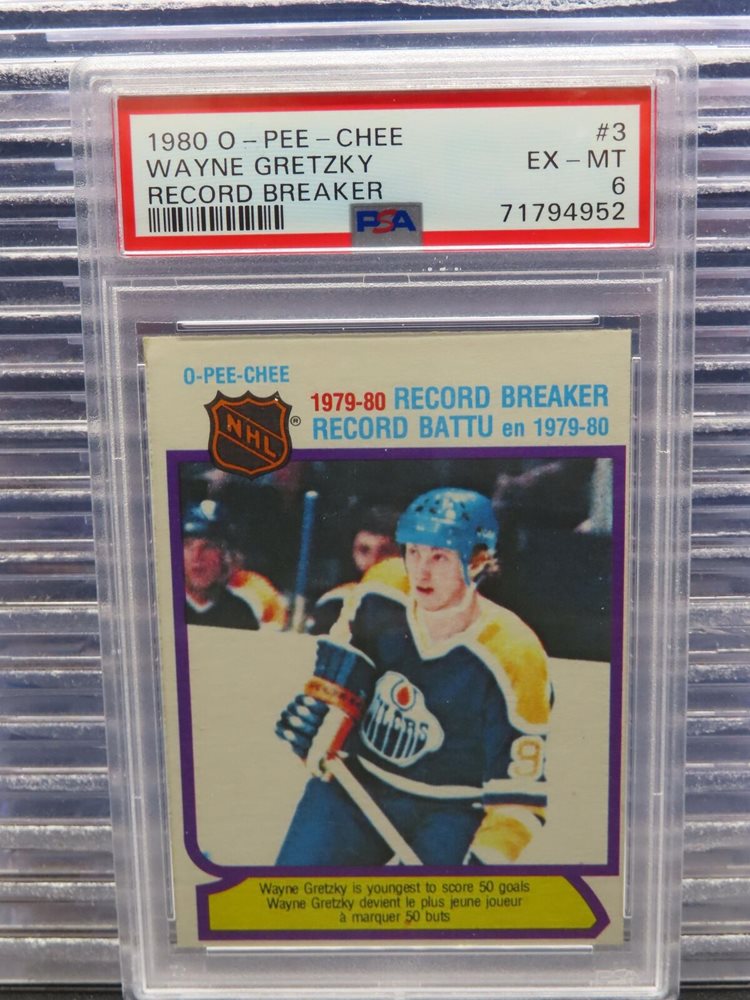 1980 O-PEE-CHEE #3
WAYNE GRETZKY EX-MT
RECORD BREAKER 6
PSA 71794952
O-PEE-CHEE
NHL ®
1979-80 RECORD BREAKER
RECORD BATTU en 1979-80
OILERS
9
Wayne Gretzky is youngest to score 50 goals
Wayne Gretzky devient le plus jeune joueur
à marquer 50 buts